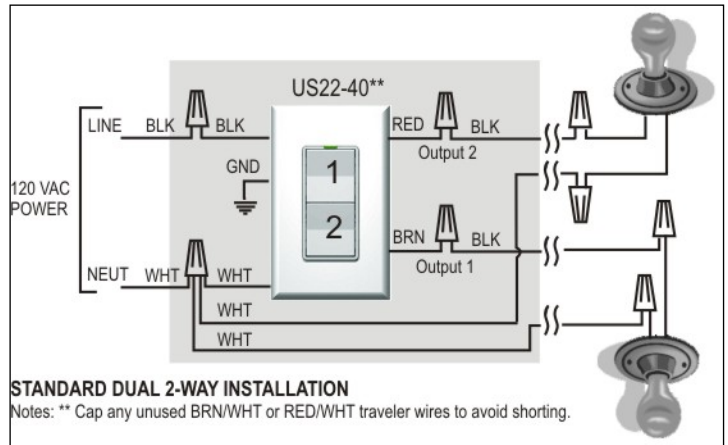 US22-40**
LINE BLK BLK RED BLK
Output 2
GND
1
120 VAC
POWER
2
BRN BLK
Output 1
NEUT WHT WHT
WHT
WHT
STANDARD DUAL 2-WAY INSTALLATION
Notes: ** Cap any unused BRN/WHT or RED/WHT traveler wires to avoid shorting.